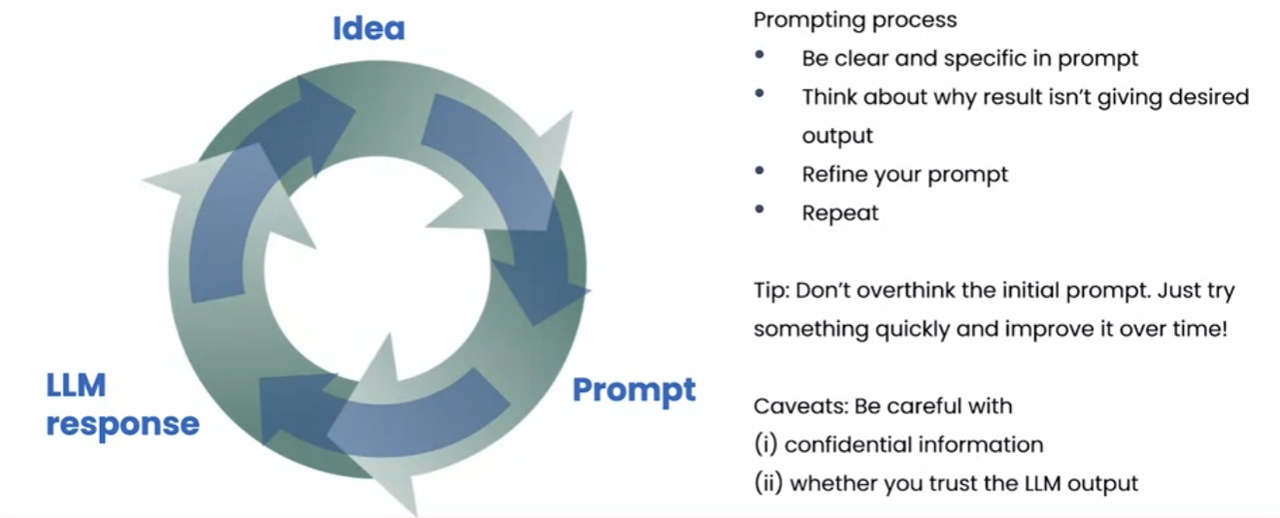 Idea
Prompt
LLM
response
Prompting process
• Be clear and specific in prompt
• Think about why result isn't giving desired
output
• Refine your prompt
• Repeat
Tip: Don't overthink the initial prompt. Just try
something quickly and improve it over time!
Caveats: Be careful with
(i) confidential information
(ii) whether you trust the LLM output